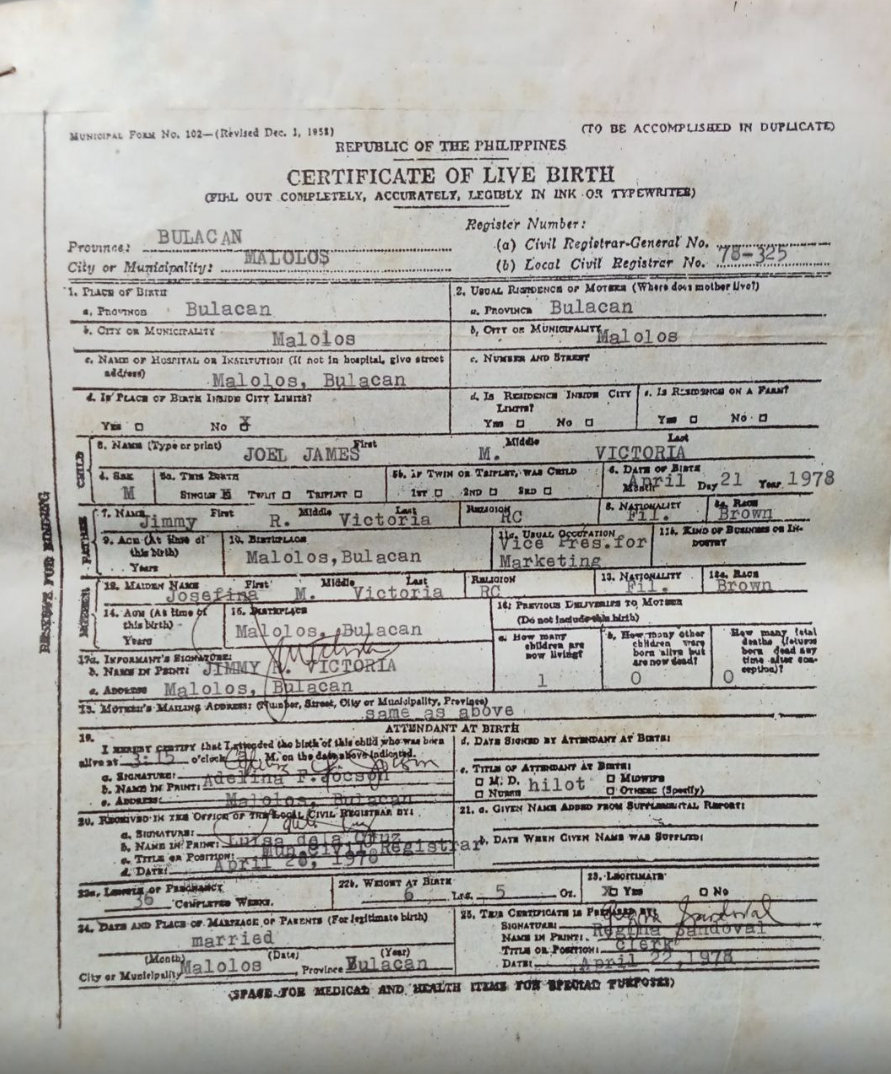 MUNICIPAL FORM NO. 102—(Revised Dec. 1, 1958)
(TO BE ACCOMPLISHED IN DUPLICATE)
REPUBLIC OF THE PHILIPPINES
CERTIFICATE OF LIVE BIRTH
(FILL OUT COMPLETELY, ACCURATELY, LEGIBLY IN INK OR TYPEWRITER)
Register Number:
Province: BULACAN
(a) Civil Registrar-General No.
City or Municipality: MALOLOS
(b) Local Civil Registrar No. 78-325
1. PLACE OF BIRTH
a. PROVINCE Bulacan
b. CITY OR MUNICIPALITY Malolos
c. NAME OF HOSPITAL OR INSTITUTION (If not in hospital, give street address)
Malolos, Bulacan
d. IS PLACE OF BIRTH INSIDE CITY LIMITS?
YES NO X
2. USUAL RESIDENCE OF MOTHER (Where does mother live?)
a. PROVINCE Bulacan
b. CITY OR MUNICIPALITY Malolos
c. NUMBER AND STREET
d. IS RESIDENCE INSIDE CITY LIMITS?
YES NO
e. IS RESIDENCE ON A FARM?
YES NO
CHILD
3. NAME (Type or print) First Middle Last
JOEL JAMES M. VICTORIA
4. SEX M
5a. THIS BIRTH
SINGLE X TWIN TRIPLET
5b. IF TWIN OR TRIPLET, WAS CHILD
1ST 2ND 3RD
6. DATE OF BIRTH
Month April Day 21 Year 1978
FATHER
7. NAME First Middle Last
Jimmy R. Victoria
RELIGION RC
8. NATIONALITY Fil.
8a. RACE Brown
9. AGE (At time of this birth)
Years
10. BIRTHPLACE
Malolos, Bulacan
11a. USUAL OCCUPATION
Vice Pres. for Marketing
11b. KIND OF BUSINESS OR INDUSTRY
MOTHER
12. MAIDEN NAME First Middle Last
Josefina M. Victoria
RELIGION RC
13. NATIONALITY Fil.
13a. RACE Brown
14. AGE (At time of this birth)
Years
15. BIRTHPLACE
Malolos, Bulacan
16. PREVIOUS DELIVERIES TO MOTHER
(Do not include this birth)
a. How many children are now living?
1
b. How many other children were born alive but are now dead?
0
How many fetal deaths (fetuses born dead any time after conception)?
0
17a. INFORMANT'S SIGNATURE:
b. NAME IN PRINT: JIMMY R. VICTORIA
c. ADDRESS Malolos, Bulacan
18. MOTHER'S MAILING ADDRESS: (Number, Street, City or Municipality, Province)
same as above
ATTENDANT AT BIRTH
19. I HEREBY CERTIFY that I attended the birth of this child who was born alive at 3:15 o'clock M. on the date above indicated.
a. SIGNATURE:
b. NAME IN PRINT: Adelina P. Jocson
c. ADDRESS: Malolos, Bulacan
d. DATE SIGNED BY ATTENDANT AT BIRTH:
e. TITLE OF ATTENDANT AT BIRTH:
M. D. hilot MIDWIFE
NURSE OTHERS (Specify)
20. RECEIVED IN THE OFFICE OF THE LOCAL CIVIL REGISTRAR BY:
a. SIGNATURE:
b. NAME IN PRINT: Luisa dela Cruz
c. TITLE OR POSITION: Mun. Civil Registrar
d. DATE: April 1978
21. a. GIVEN NAME ADDED FROM SUPPLEMENTAL REPORT:
b. DATE WHEN GIVEN NAME WAS SUPPLIED:
22a. LENGTH OF PREGNANCY
36 COMPLETED WEEKS.
22b. WEIGHT AT BIRTH
6 LBS. 5 OZ.
23. LEGITIMATE
X YES NO
24. DATE AND PLACE OF MARRIAGE OF PARENTS (For legitimate birth)
married
(Month) (Date) (Year)
City or Municipality Malolos, Province Bulacan
25. THIS CERTIFICATE IS PREPARED BY:
SIGNATURE:
NAME IN PRINT: Regina Sandoval
TITLE OR POSITION: clerk
DATE: April 22, 1978
(SPACE FOR MEDICAL AND HEALTH ITEMS FOR SPECIAL PURPOSES)